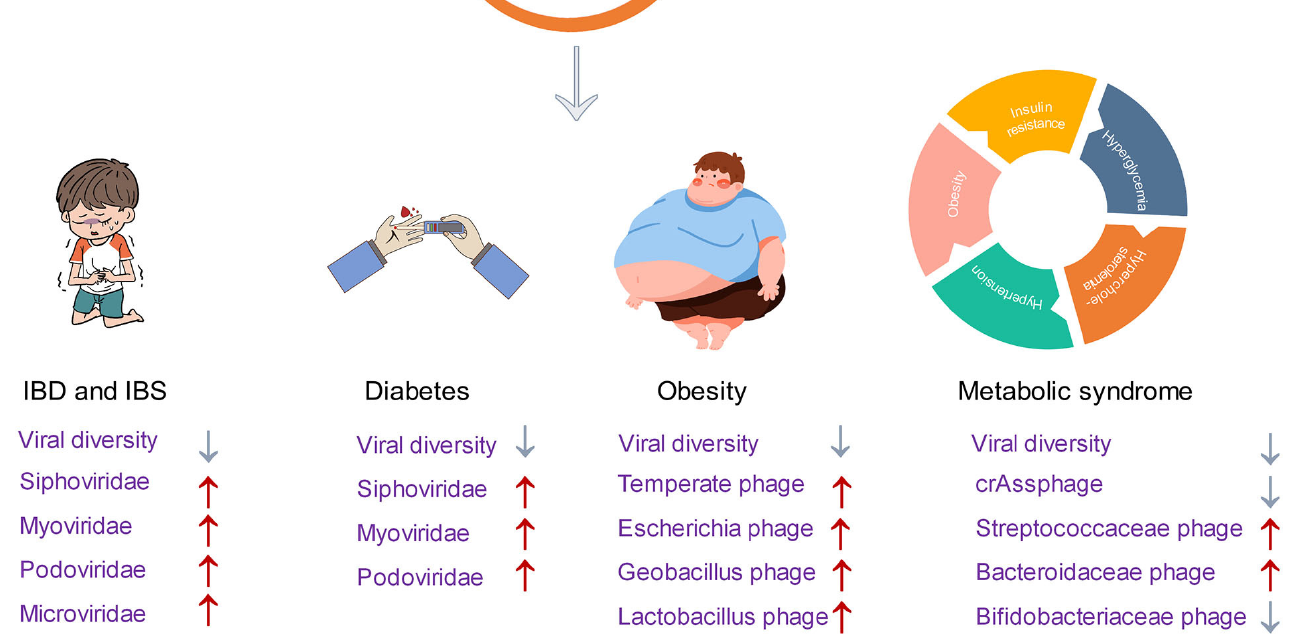 Insulin
resistance
Hyperglycemia
Hyperchole-
sterolemia
Hypertension
Obesity
IBD and IBS
Viral diversity ↓
Siphoviridae ↑
Myoviridae ↑
Podoviridae ↑
Microviridae ↑
Diabetes
Viral diversity ↓
Siphoviridae ↑
Myoviridae ↑
Podoviridae ↑
Obesity
Viral diversity ↓
Temperate phage ↑
Escherichia phage ↑
Geobacillus phage ↑
Lactobacillus phage ↑
Metabolic syndrome
Viral diversity ↓
crAssphage ↓
Streptococcaceae phage ↑
Bacteroidaceae phage ↑
Bifidobacteriaceae phage ↓